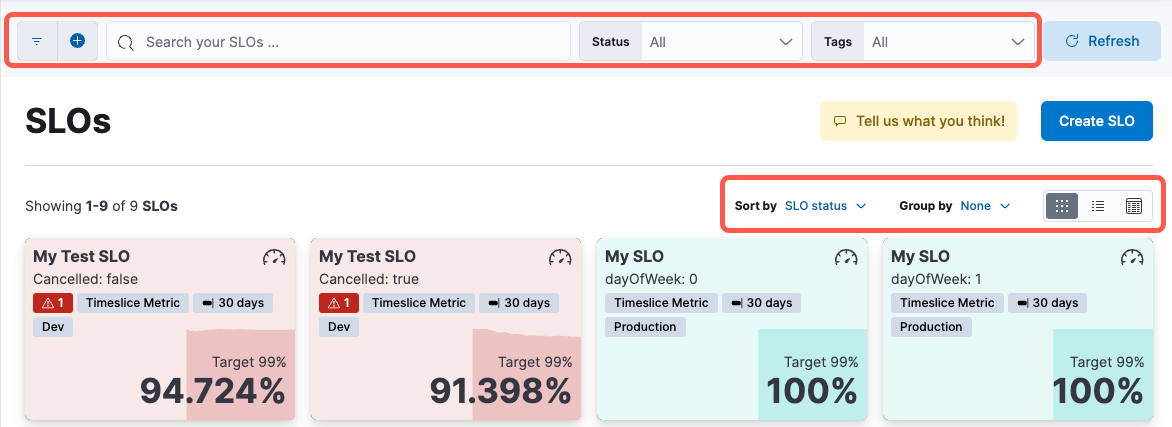 Search your SLOs ... Status All Tags All Refresh
SLOs Tell us what you think! Create SLO
Showing 1-9 of 9 SLOs Sort by SLO status Group by None
My Test SLO
Cancelled: false
1 Timeslice Metric 30 days
Dev
Target 99%
94.724%
My Test SLO
Cancelled: true
1 Timeslice Metric 30 days
Dev
Target 99%
91.398%
My SLO
dayOfWeek: 0
Timeslice Metric 30 days
Production
Target 99%
100%
My SLO
dayOfWeek: 1
Timeslice Metric 30 days
Production
Target 99%
100%